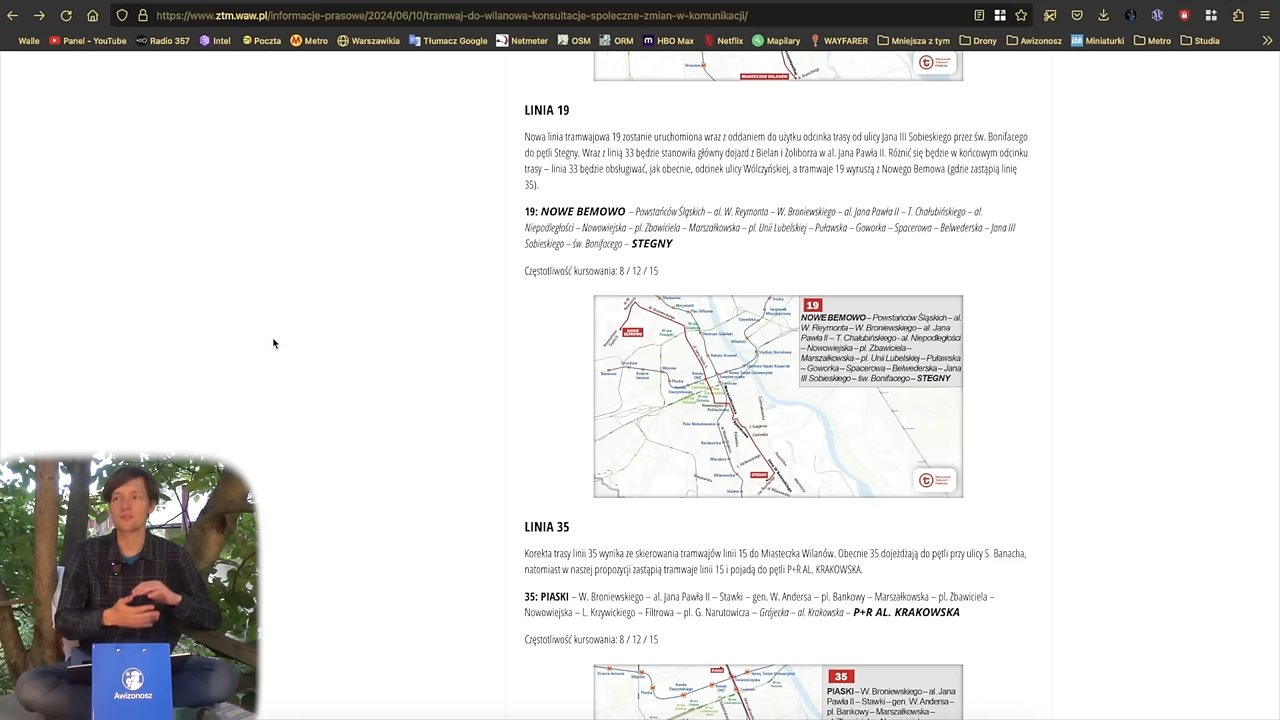 https://www.ztm.waw.pl/informacje-prasowe/2024/06/10/tramwaj-do-wilanowa-konsultacje-spoleczne-zmian-w-komunikacji/
Walle Panel - YouTube Radio 357 Intel Poczta Metro Warszawikia Tłumacz Google Netmeter OSM ORM HBO Max Netflix Mapilary WAYFARER Mniejsza z tym Drony Awizonosz Miniaturki Metro Studia
MIASTECZKO WILANÓW
LINIA 19
Nowa linia tramwajowa 19 zostanie uruchomiona wraz z oddaniem do użytku odcinka trasy od ulicy Jana III Sobieskiego przez św. Bonifacego
do pętli Stegny. Wraz z linią 33 będzie stanowiła główny dojazd z Bielan i Żoliborza w al. Jana Pawła II. Różnić się będzie w końcowym odcinku
trasy – linia 33 będzie obsługiwać, jak obecnie, odcinek ulicy Wólczyńskiej, a tramwaje 19 wyruszą z Nowego Bemowa (gdzie zastąpią linię
35).
19: NOWE BEMOWO – Powstańców Śląskich – al. W. Reymonta – W. Broniewskiego – al. Jana Pawła II – T. Chałubińskiego – al.
Niepodległości – Nowowiejska – pl. Zbawiciela – Marszałkowska – pl. Unii Lubelskiej – Puławska – Goworka – Spacerowa – Belwederska – Jana III
Sobieskiego – św. Bonifacego – STEGNY
Częstotliwość kursowania: 8 / 12 / 15
19
NOWE BEMOWO – Powstańców Śląskich – al.
W. Reymonta – W. Broniewskiego – al. Jana
Pawła II – T. Chałubińskiego - al. Niepodległości
– Nowowiejska – pl. Zbawiciela –
Marszałkowska – pl. Unii Lubelskiej – Puławska
– Goworka – Spacerowa – Belwederska – Jana
III Sobieskiego – św. Bonifacego – STEGNY
NOWE BEMOWO
STEGNY
LINIA 35
Korekta trasy linii 35 wynika ze skierowania tramwajów linii 15 do Miasteczka Wilanów. Obecnie 35 dojeżdżają do pętli przy ulicy S. Banacha,
natomiast w naszej propozycji zastąpią tramwaje linii 15 i pojadą do pętli P+R AL. KRAKOWSKA.
35: PIASKI – W. Broniewskiego – al. Jana Pawła II – Stawki – gen. W. Andersa – pl. Bankowy – Marszałkowska – pl. Zbawiciela –
Nowowiejska – L. Krzywickiego – Filtrowa – pl. G. Narutowicza – Grójecka – al. Krakowska – P+R AL. KRAKOWSKA
Częstotliwość kursowania: 8 / 12 / 15
PIASKI
35
PIASKI – W. Broniewskiego – al. Jana
Pawła II – Stawki – gen. W. Andersa –
pl. Bankowy – Marszałkowska –
Awizonosz